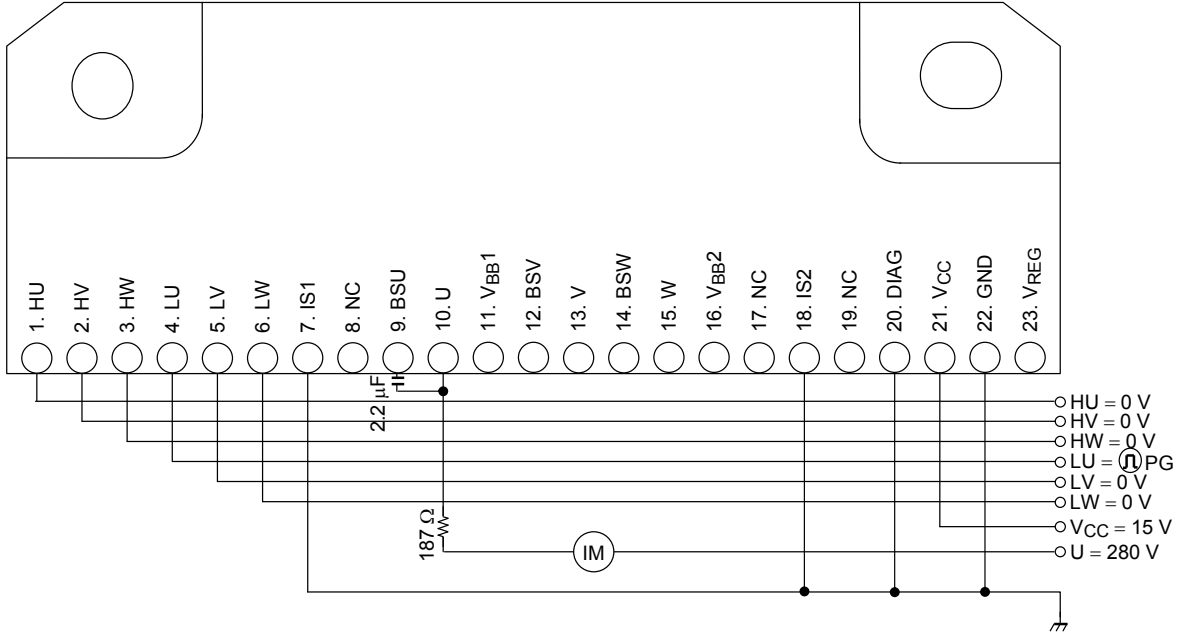 1. HU
2. HV
3. HW
4. LU
5. LV
6. LW
7. IS1
8. NC
9. BSU
10. U
11. VBB1
12. BSV
13. V
14. BSW
15. W
16. VBB2
17. NC
18. IS2
19. NC
20. DIAG
21. VCC
22. GND
23. VREG
2.2 μF
HU = 0 V
HV = 0 V
HW = 0 V
LU = PG
LV = 0 V
LW = 0 V
VCC = 15 V
187 Ω
IM
U = 280 V